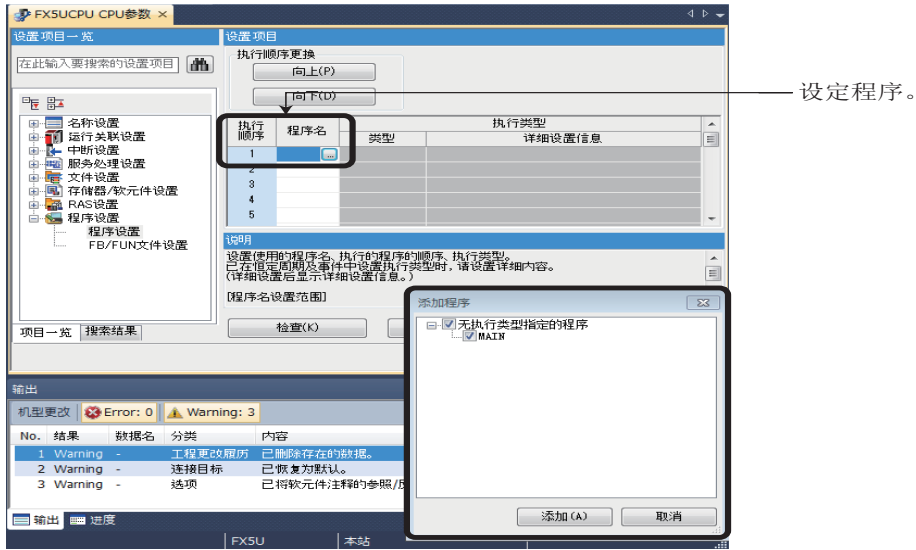 FX5UCPU CPU参数
设置项目一览
在此输入要搜索的设置项目
名称设置
运行关联设置
中断设置
服务处理设置
文件设置
存储器/软元件设置
RAS设置
程序设置
程序设置
FB/FUN文件设置
项目一览 搜索结果
设置项目
执行顺序更换
向上(P)
向下(D)
设定程序。
执行顺序 程序名 执行类型
类型 详细设置信息
1
2
3
4
5
说明
设置使用的程序名、执行的程序的顺序、执行类型。
已在恒定周期及事件中设置执行类型时，请设置详细内容。
(详细设置后显示详细设置信息。)
[程序名设置范围]
检查(K)
添加程序
无执行类型指定的程序
MAIN
添加(A) 取消
输出
机型更改 Error: 0 Warning: 3
No. 结果 数据名 分类 内容
1 Warning - 工程更改履历 已删除存在的数据。
2 Warning - 连接目标 已恢复为默认。
3 Warning - 选项 已将软元件注释的参照/反
输出 进度
FX5U 本站